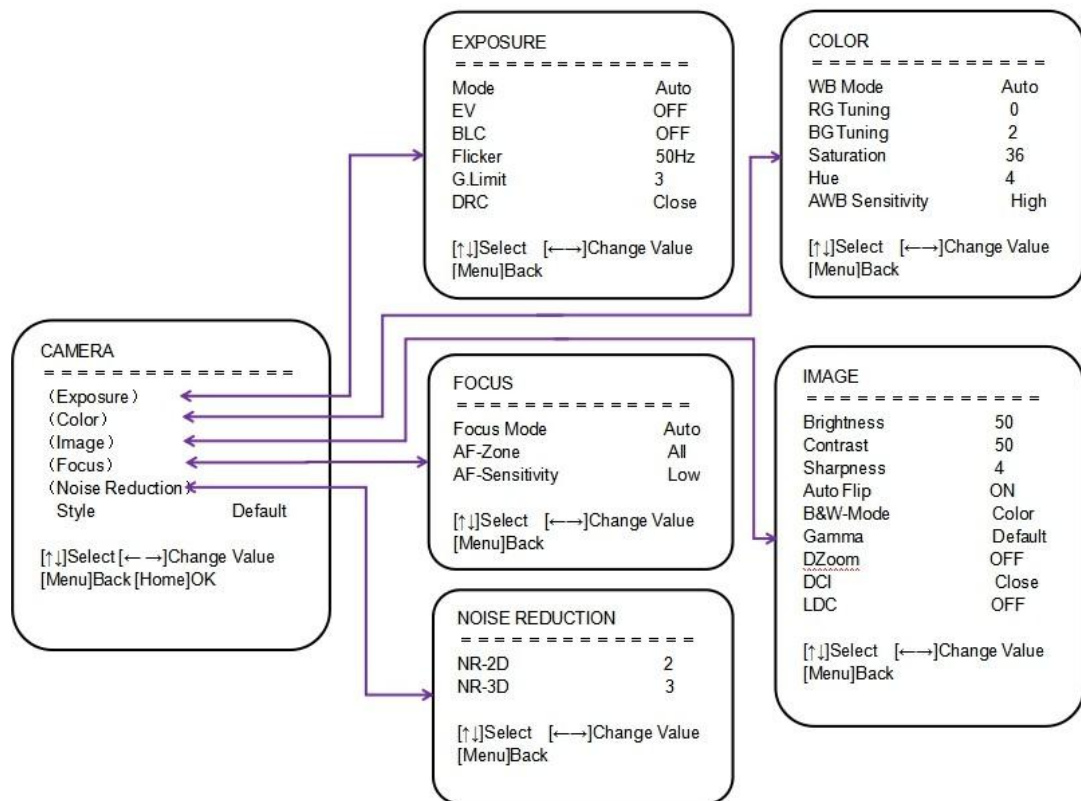 EXPOSURE
= = = = = = = = = = = = = =
Mode Auto
EV OFF
BLC OFF
Flicker 50Hz
G.Limit 3
DRC Close
[↑↓]Select [←→]Change Value
[Menu]Back
COLOR
= = = = = = = = = = = = = = =
WB Mode Auto
RG Tuning 0
BG Tuning 2
Saturation 36
Hue 4
AWB Sensitivity High
[↑↓]Select [←→]Change Value
[Menu]Back
CAMERA
= = = = = = = = = = = = = = =
(Exposure)
(Color)
(Image)
(Focus)
(Noise Reduction)
Style Default
[↑↓]Select [← →]Change Value
[Menu]Back [Home]OK
FOCUS
= = = = = = = = = = = = = =
Focus Mode Auto
AF-Zone All
AF-Sensitivity Low
[↑↓]Select [←→]Change Value
[Menu]Back
IMAGE
= = = = = = = = = = = = = = =
Brightness 50
Contrast 50
Sharpness 4
Auto Flip ON
B&W-Mode Color
Gamma Default
DZoom OFF
DCI Close
LDC OFF
[↑↓]Select [←→]Change Value
[Menu]Back
NOISE REDUCTION
= = = = = = = = = = = = = =
NR-2D 2
NR-3D 3
[↑↓]Select [←→]Change Value
[Menu]Back